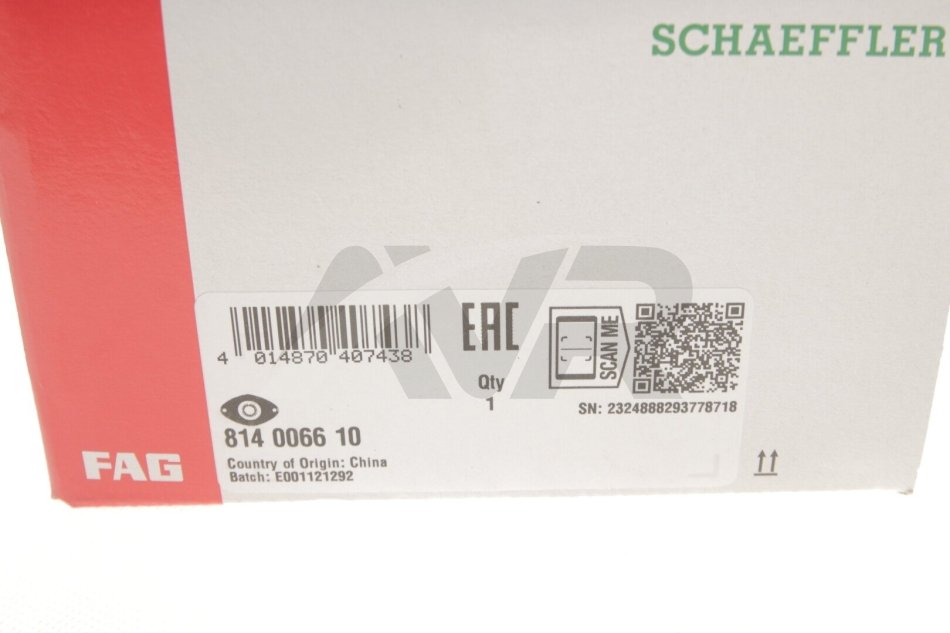 SCHAEFFLER
4 014870 407438
EAC
SCAN ME
Qty
1
SN: 2324888293778718
814 0066 10
Country of Origin: China
Batch: E001121292
FAG